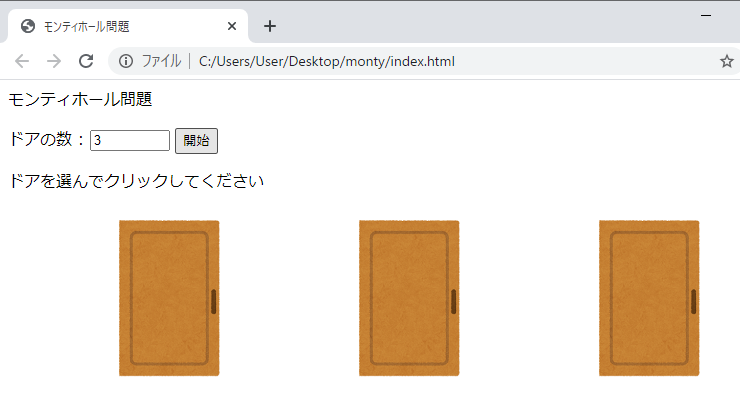 モンティホール問題
ファイル C:/Users/User/Desktop/monty/index.html
モンティホール問題
ドアの数：3 開始
ドアを選んでクリックしてください